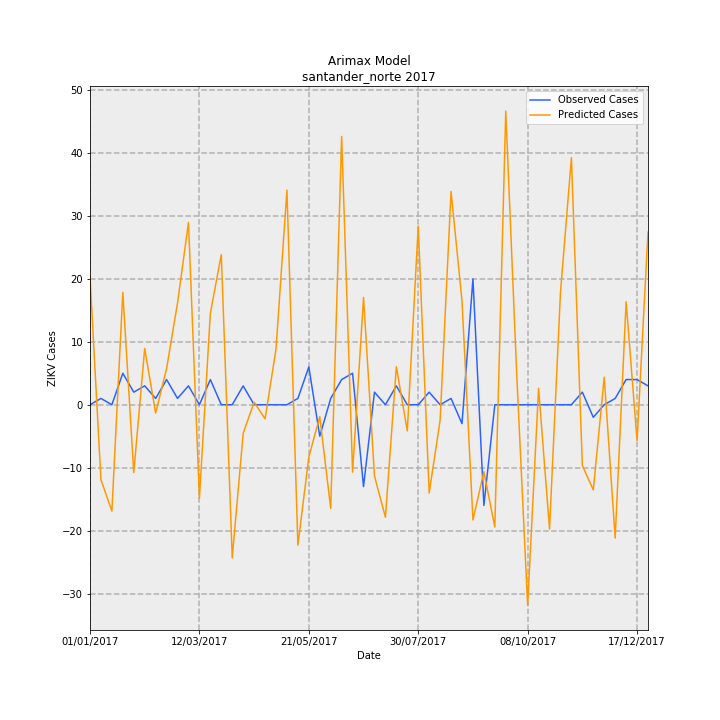 Arimax Model
santander_norte 2017
Observed Cases
Predicted Cases
50
40
30
20
10
0
−10
−20
−30
ZIKV Cases
01/01/2017
12/03/2017
21/05/2017
30/07/2017
08/10/2017
17/12/2017
Date